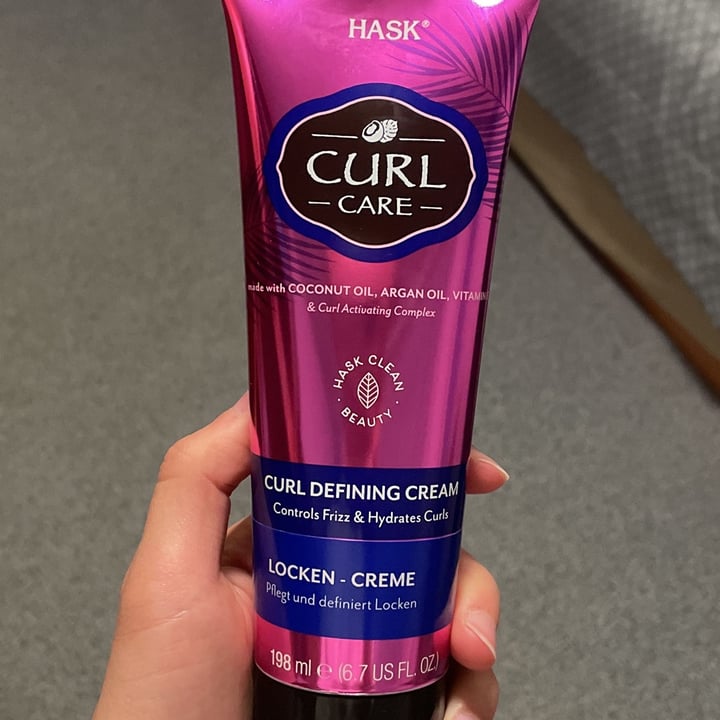 HASK®
CURL
CARE
made with COCONUT OIL, ARGAN OIL, VITAMIN
& Curl Activating Complex
HASK CLEAN
BEAUTY
CURL DEFINING CREAM
Controls Frizz & Hydrates Curls
LOCKEN - CREME
Pflegt und definiert Locken
198 ml ℮ (6.7 US FL. OZ.)